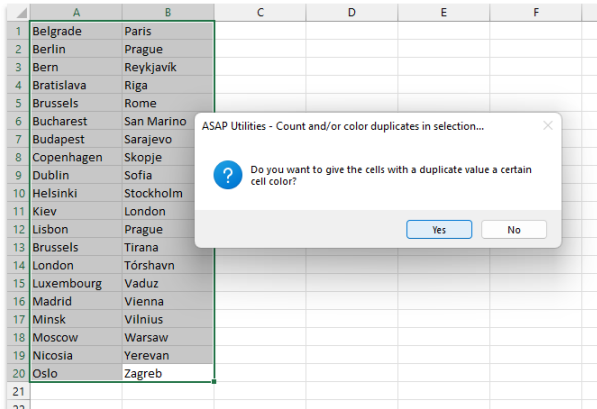 A B C D E F
1 Belgrade Paris
2 Berlin Prague
3 Bern Reykjavík
4 Bratislava Riga
5 Brussels Rome
6 Bucharest San Marino
7 Budapest Sarajevo
8 Copenhagen Skopje
9 Dublin Sofia
10 Helsinki Stockholm
11 Kiev London
12 Lisbon Prague
13 Brussels Tirana
14 London Tórshavn
15 Luxembourg Vaduz
16 Madrid Vienna
17 Minsk Vilnius
18 Moscow Warsaw
19 Nicosia Yerevan
20 Oslo Zagreb
21
22
ASAP Utilities - Count and/or color duplicates in selection...
?
Do you want to give the cells with a duplicate value a certain
cell color?
Yes No